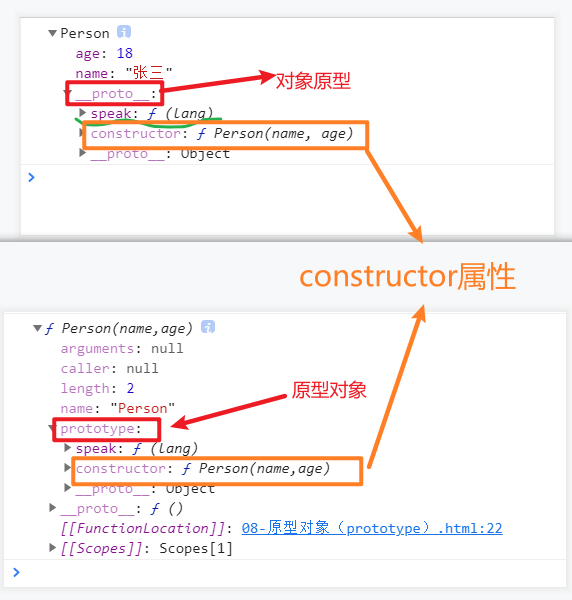 Person i
age: 18
name: "张三"
__proto__:
对象原型
speak: ƒ (lang)
constructor: ƒ Person(name, age)
__proto__: Object
>
constructor属性
ƒ Person(name,age) i
arguments: null
caller: null
length: 2
name: "Person"
原型对象
prototype:
speak: ƒ (lang)
constructor: ƒ Person(name,age)
__proto__: Object
__proto__: ƒ ()
[[FunctionLocation]]: 08-原型对象（prototype）.html:22
[[Scopes]]: Scopes[1]
>